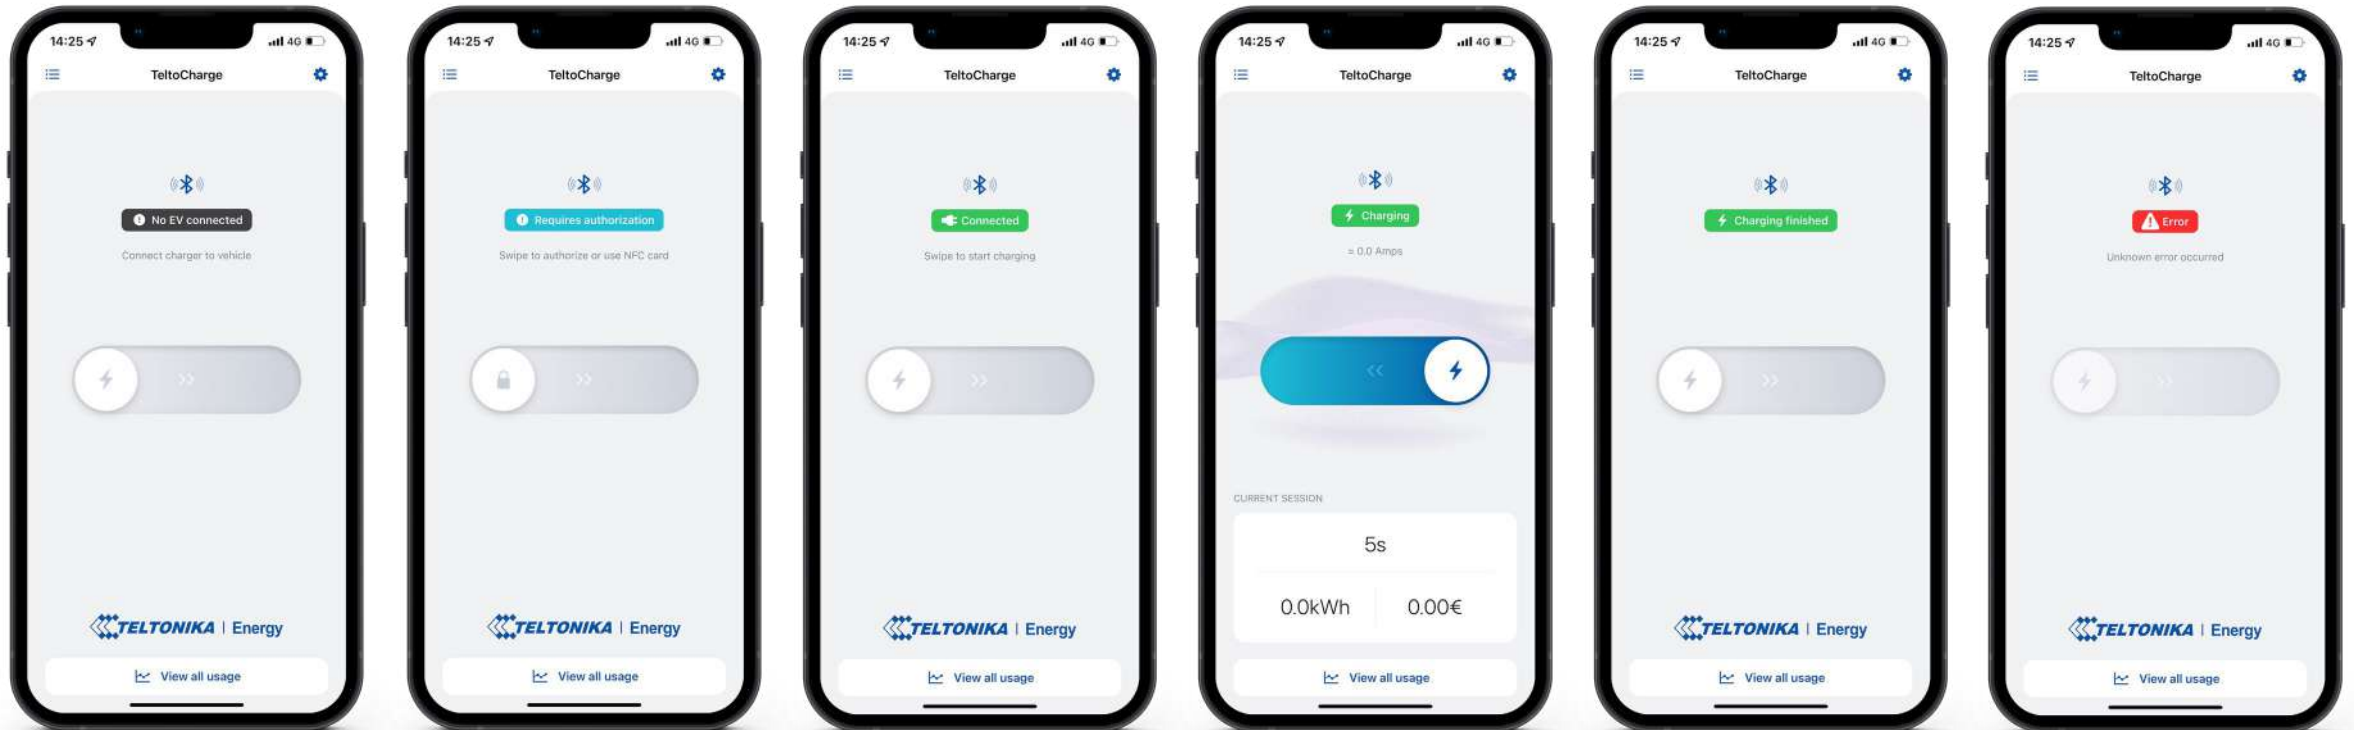 14:25 4G
TeltoCharge
No EV connected
Connect charger to vehicle
TELTONIKA | Energy
View all usage
14:25 4G
TeltoCharge
Requires authorization
Swipe to authorize or use NFC card
TELTONIKA | Energy
View all usage
14:25 4G
TeltoCharge
Connected
Swipe to start charging
TELTONIKA | Energy
View all usage
14:25 4G
TeltoCharge
Charging
≈ 0.0 Amps
CURRENT SESSION
5s
0.0kWh 0.00€
View all usage
14:25 4G
TeltoCharge
Charging finished
TELTONIKA | Energy
View all usage
14:25 4G
TeltoCharge
Error
Unknown error occurred
TELTONIKA | Energy
View all usage